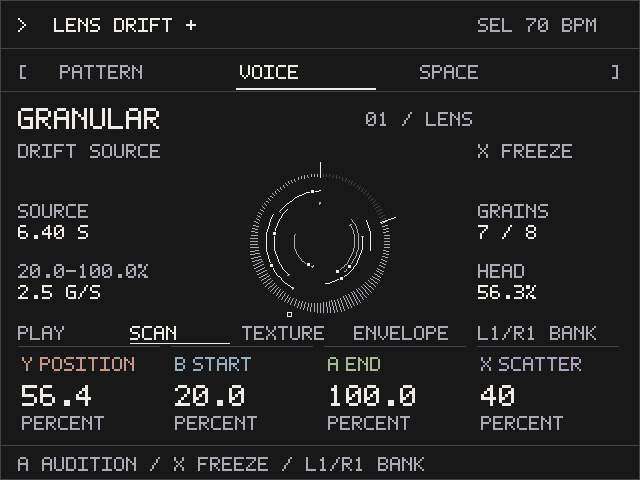 > LENS DRIFT + SEL 70 BPM
[ PATTERN VOICE SPACE ]
GRANULAR 01 / LENS
DRIFT SOURCE X FREEZE
SOURCE GRAINS
6.40 S 7 / 8
20.0-100.0% HEAD
2.5 G/S 56.3%
PLAY SCAN TEXTURE ENVELOPE L1/R1 BANK
Y POSITION B START A END X SCATTER
56.4 20.0 100.0 40
PERCENT PERCENT PERCENT PERCENT
A AUDITION / X FREEZE / L1/R1 BANK